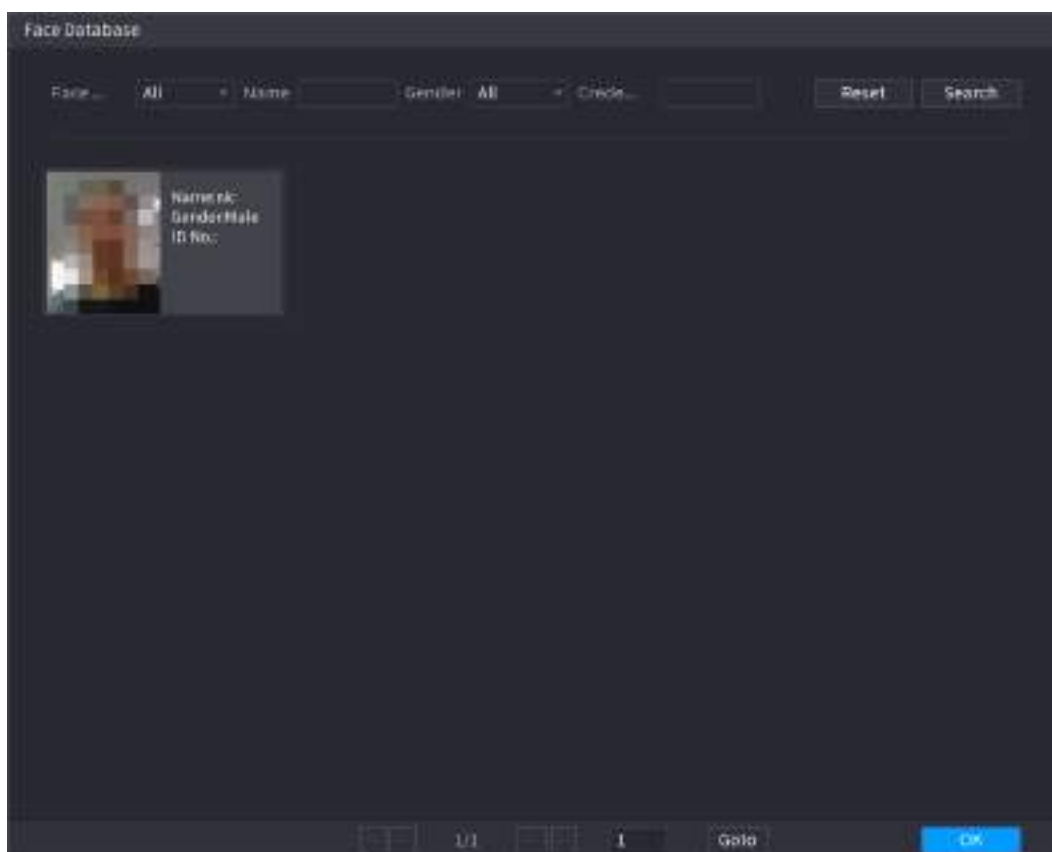 Face Database
Face... All Name Gender All Crede... Reset Search
Name:nk
Gender:Male
ID No.:
1/1 1 Goto OK